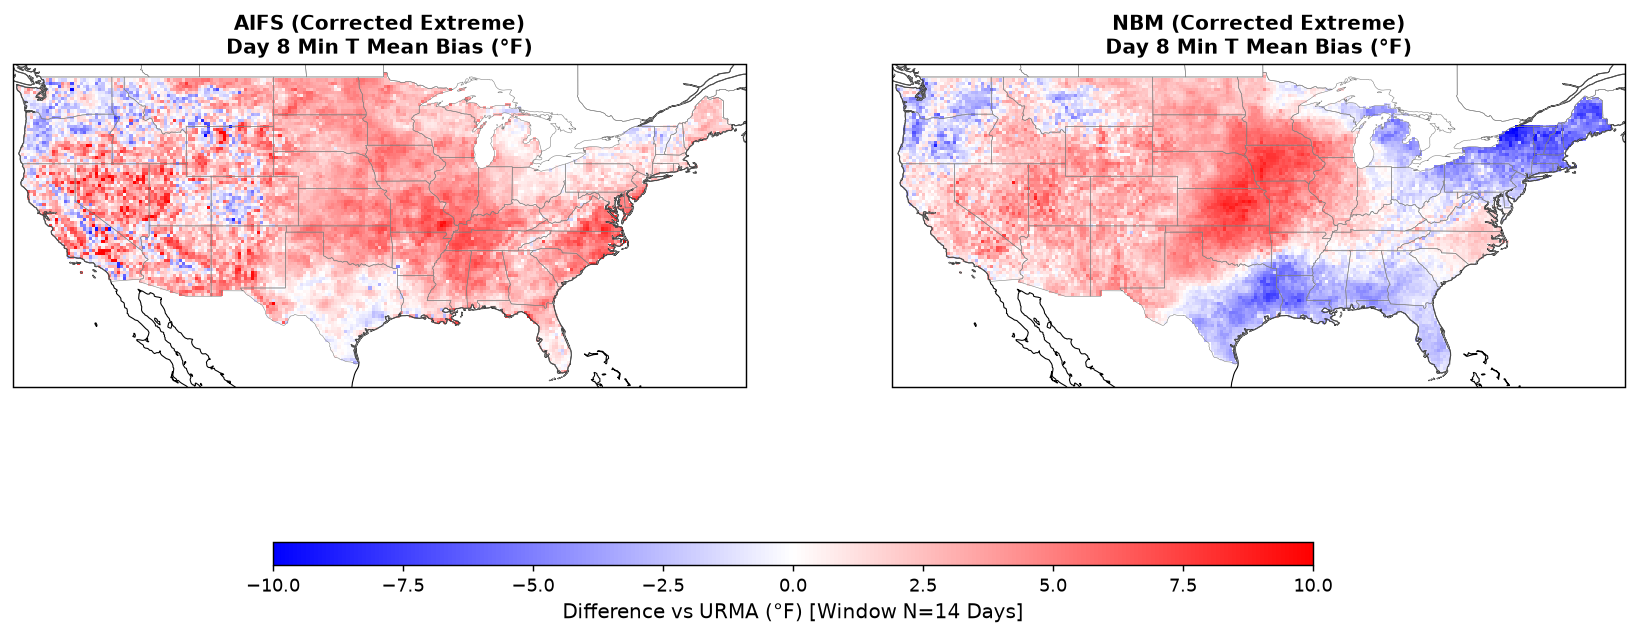 AIFS (Corrected Extreme)
Day 8 Min T Mean Bias (°F)
NBM (Corrected Extreme)
Day 8 Min T Mean Bias (°F)
−10.0 −7.5 −5.0 −2.5 0.0 2.5 5.0 7.5 10.0
Difference vs URMA (°F) [Window N=14 Days]